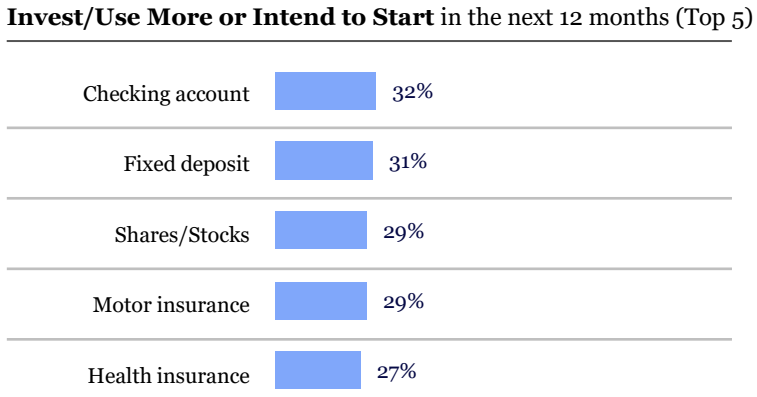 Invest/Use More or Intend to Start in the next 12 months (Top 5)
Checking account 32%
Fixed deposit 31%
Shares/Stocks 29%
Motor insurance 29%
Health insurance 27%